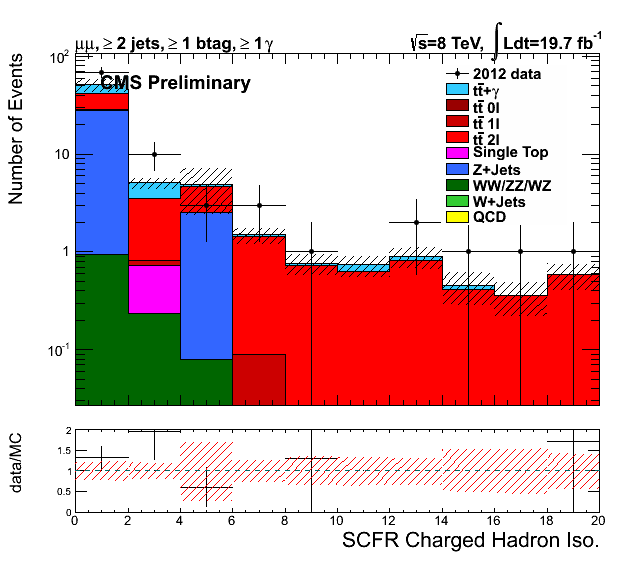 μμ, ≥ 2 jets, ≥ 1 btag, ≥ 1 γ
√s=8 TeV, ∫Ldt=19.7 fb⁻¹
CMS Preliminary
Number of Events
10²
10
1
10⁻¹
2012 data
tt̄+γ
tt̄ 0l
tt̄ 1l
tt̄ 2l
Single Top
Z+Jets
WW/ZZ/WZ
W+Jets
QCD
data/MC
2
1.5
1
0.5
0
0 2 4 6 8 10 12 14 16 18 20
SCFR Charged Hadron Iso.